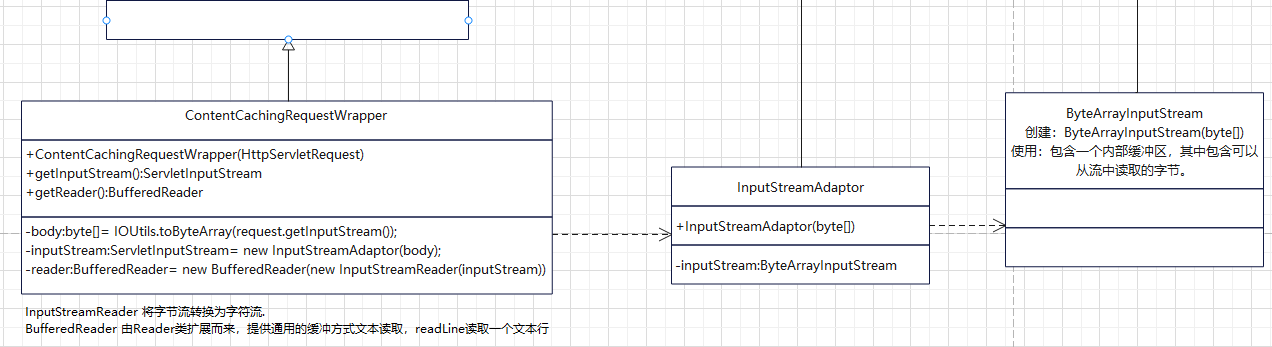 ContentCachingRequestWrapper
+ContentCachingRequestWrapper(HttpServletRequest)
+getInputStream():ServletInputStream
+getReader():BufferedReader
-body:byte[]= IOUtils.toByteArray(request.getInputStream());
-inputStream:ServletInputStream= new InputStreamAdaptor(body);
-reader:BufferedReader= new BufferedReader(new InputStreamReader(inputStream))
InputStreamReader 将字节流转换为字符流.
BufferedReader 由Reader类扩展而来，提供通用的缓冲方式文本读取，readLine读取一个文本行
InputStreamAdaptor
+InputStreamAdaptor(byte[])
-inputStream:ByteArrayInputStream
ByteArrayInputStream
创建：ByteArrayInputStream(byte[])
使用：包含一个内部缓冲区，其中包含可以
从流中读取的字节。